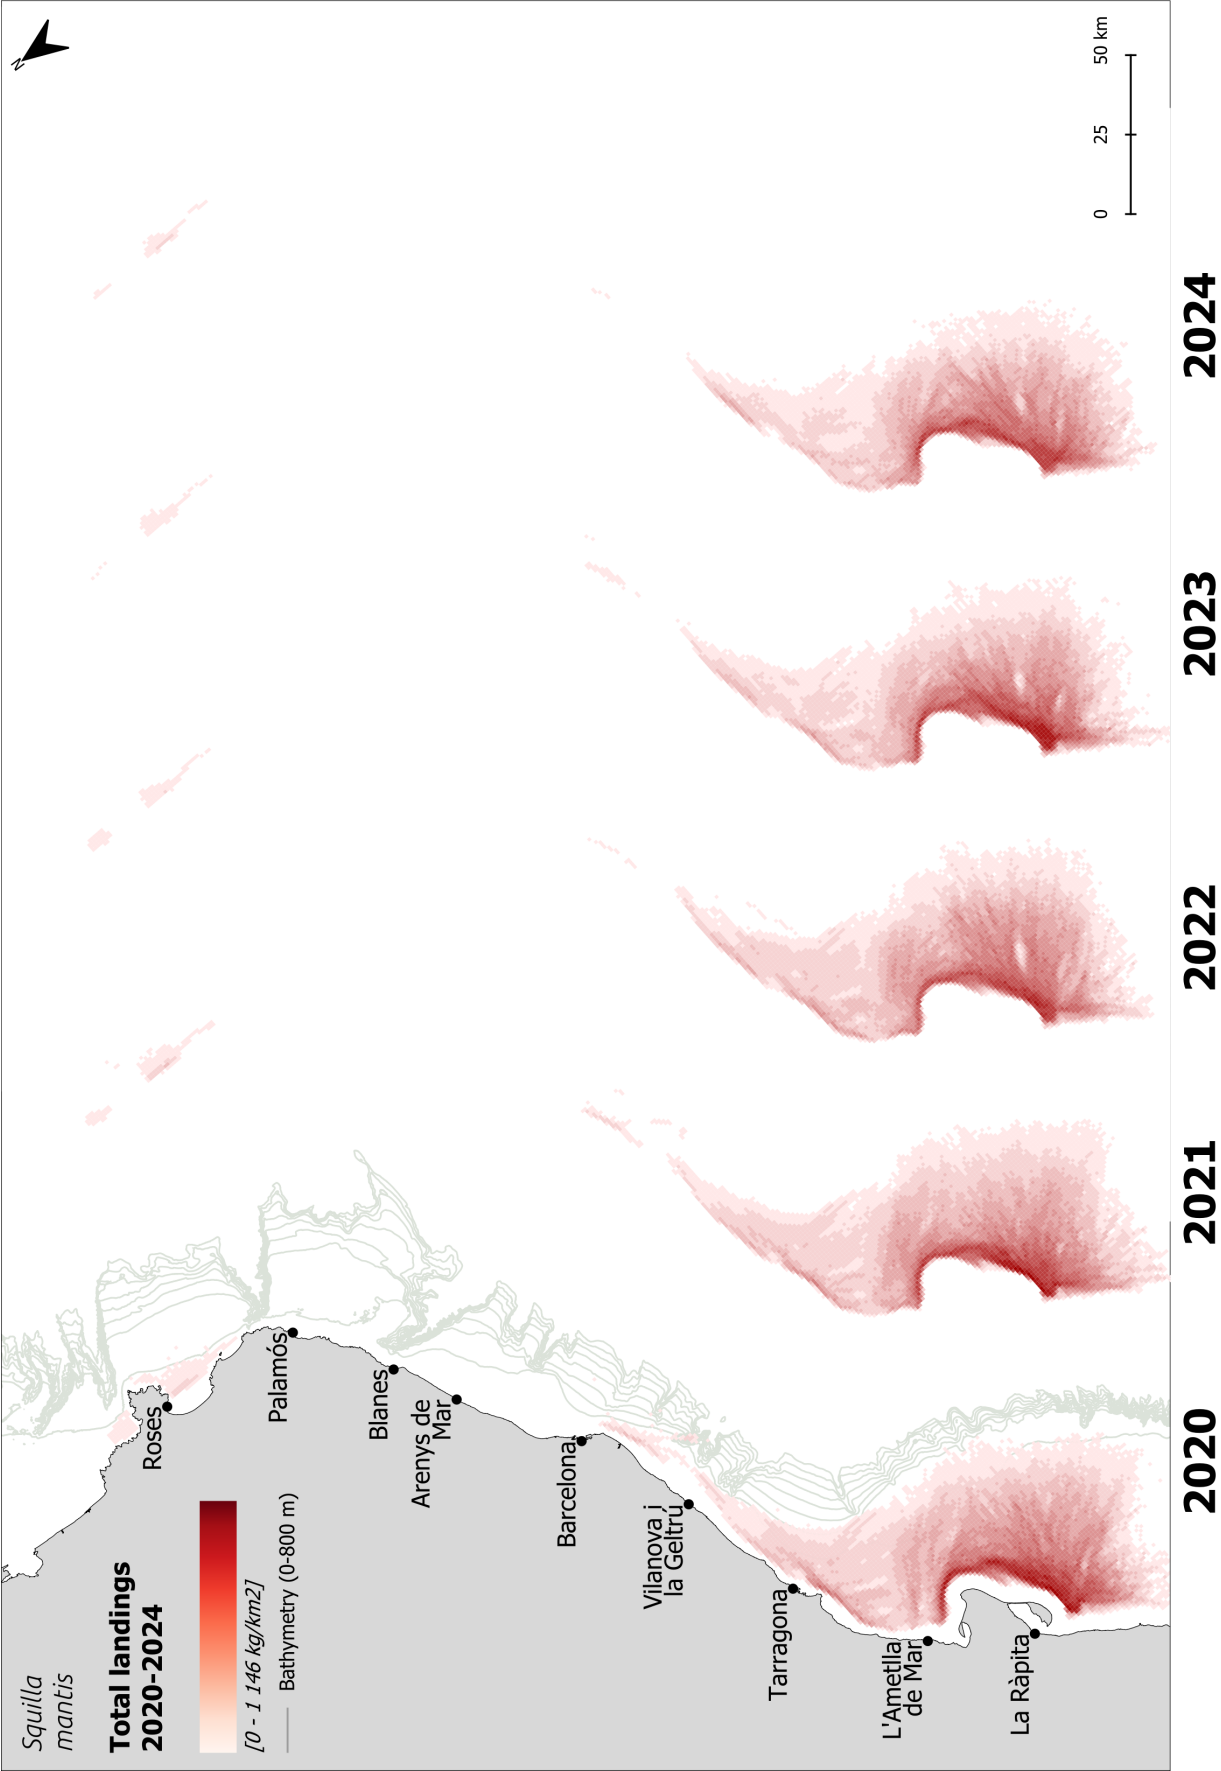 N
Squilla
mantis
Total landings
2020-2024
[0 - 1 146 kg/km2]
Bathymetry (0-800 m)
Roses
Palamós
Blanes
Arenys de
Mar
Barcelona
Vilanova i
la Geltrú
Tarragona
L'Ametlla
de Mar
La Ràpita
0 25 50 km
2020 2021 2022 2023 2024